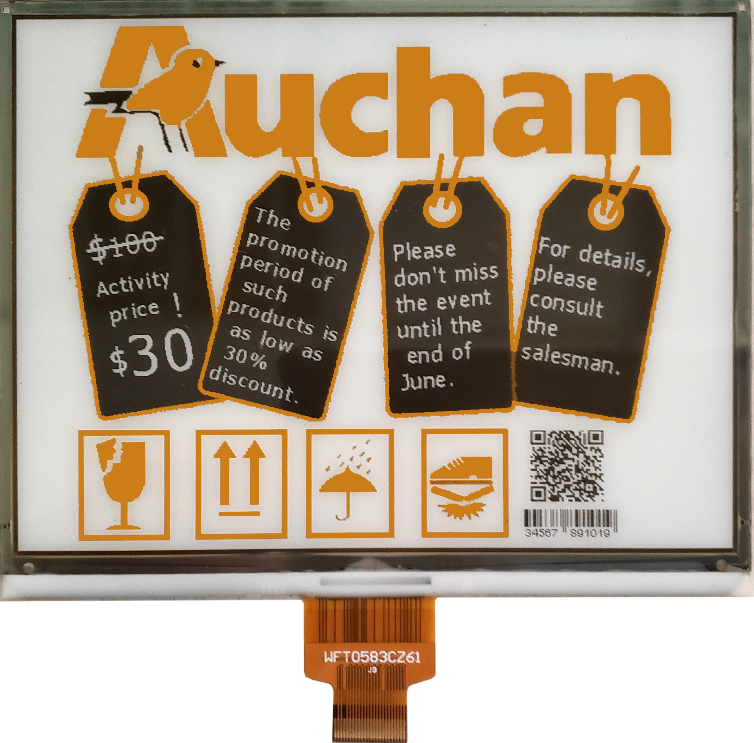 Auchan
$100
Activity
price !
$30
The
promotion
period of
such
products is
as low as
30%
discount.
Please
don't miss
the event
until the
end of
June.
For details,
please
consult
the
salesman.
34567 891019
WFT0583CZ61
JD